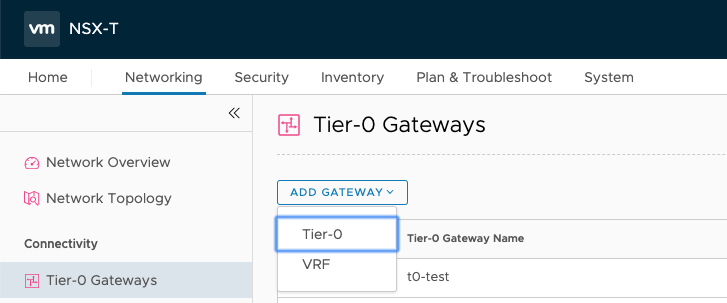 vm NSX-T
Home Networking Security Inventory Plan & Troubleshoot System
Tier-0 Gateways
Network Overview
Network Topology
Connectivity
Tier-0 Gateways
ADD GATEWAY
Tier-0
VRF
Tier-0 Gateway Name
t0-test